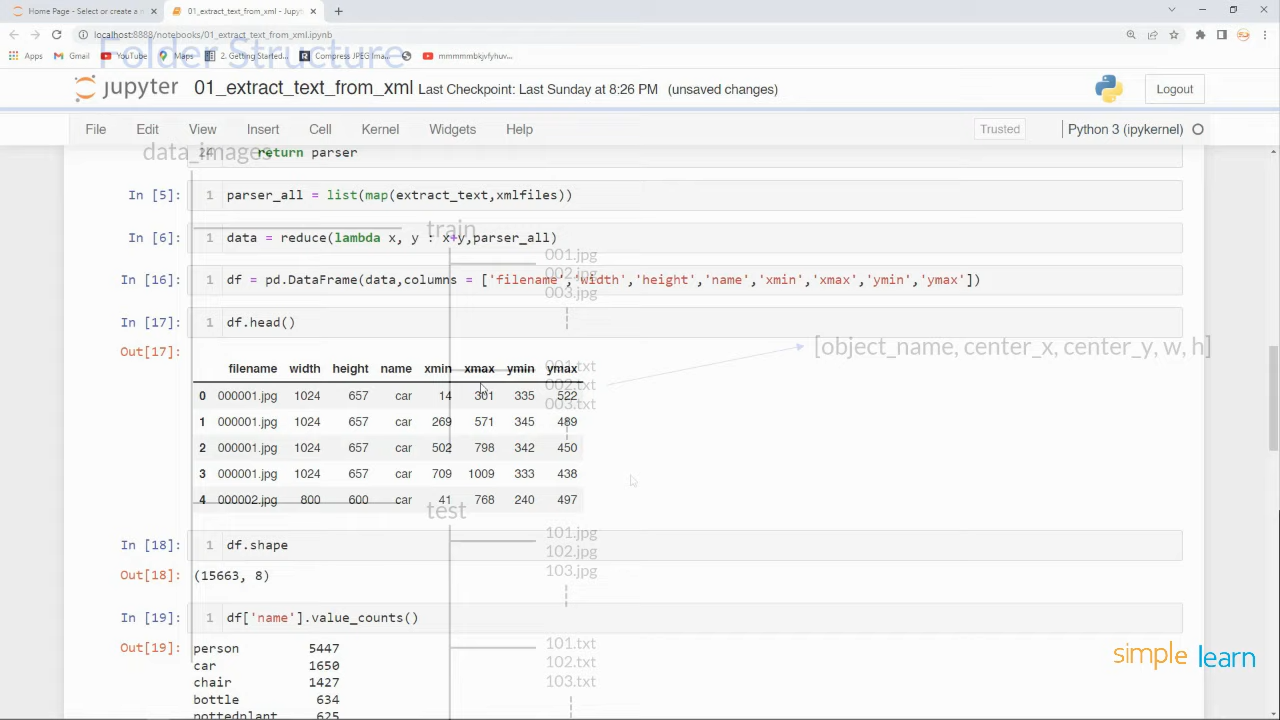 Home Page - Select or create a n
01_extract_text_from_xml - Jupyt
localhost:8888/notebooks/01_extract_text_from_xml.ipynb
Apps Gmail YouTube Maps 2. Getting Started... Compress JPEG Ima... mmmmmbkjvfyhuv...
Folder Structure
jupyter 01_extract_text_from_xml Last Checkpoint: Last Sunday at 8:26 PM (unsaved changes) Logout
File Edit View Insert Cell Kernel Widgets Help Trusted Python 3 (ipykernel)
data_images
24 return parser
In [5]: 1 parser_all = list(map(extract_text,xmlfiles))
train
In [6]: 1 data = reduce(lambda x, y : x+y,parser_all)
001.jpg
002.jpg
003.jpg
In [16]: 1 df = pd.DataFrame(data,columns = ['filename','width','height','name','xmin','xmax','ymin','ymax'])
In [17]: 1 df.head()
[object_name, center_x, center_y, w, h]
Out[17]:
001.txt
002.txt
003.txt
filename width height name xmin xmax ymin ymax
0 000001.jpg 1024 657 car 14 301 335 522
1 000001.jpg 1024 657 car 269 571 345 489
2 000001.jpg 1024 657 car 502 798 342 450
3 000001.jpg 1024 657 car 709 1009 333 438
4 000002.jpg 800 600 car 41 768 240 497
test
101.jpg
102.jpg
103.jpg
In [18]: 1 df.shape
Out[18]: (15663, 8)
In [19]: 1 df['name'].value_counts()
Out[19]: person 5447
car 1650
chair 1427
bottle 634
pottedplant 625
101.txt
102.txt
103.txt
simplelearn